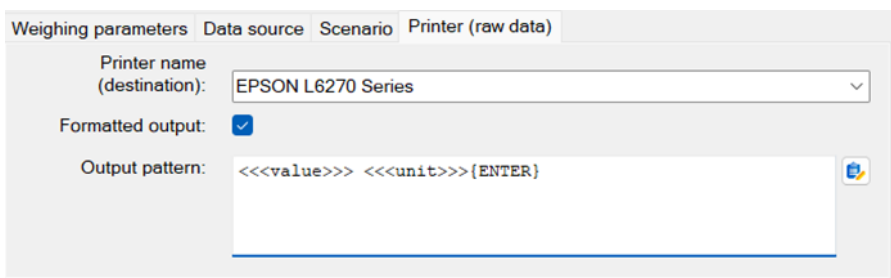 Weighing parameters Data source Scenario Printer (raw data)
Printer name
(destination): EPSON L6270 Series
Formatted output:
Output pattern: <<<value>>> <<<unit>>>{ENTER}